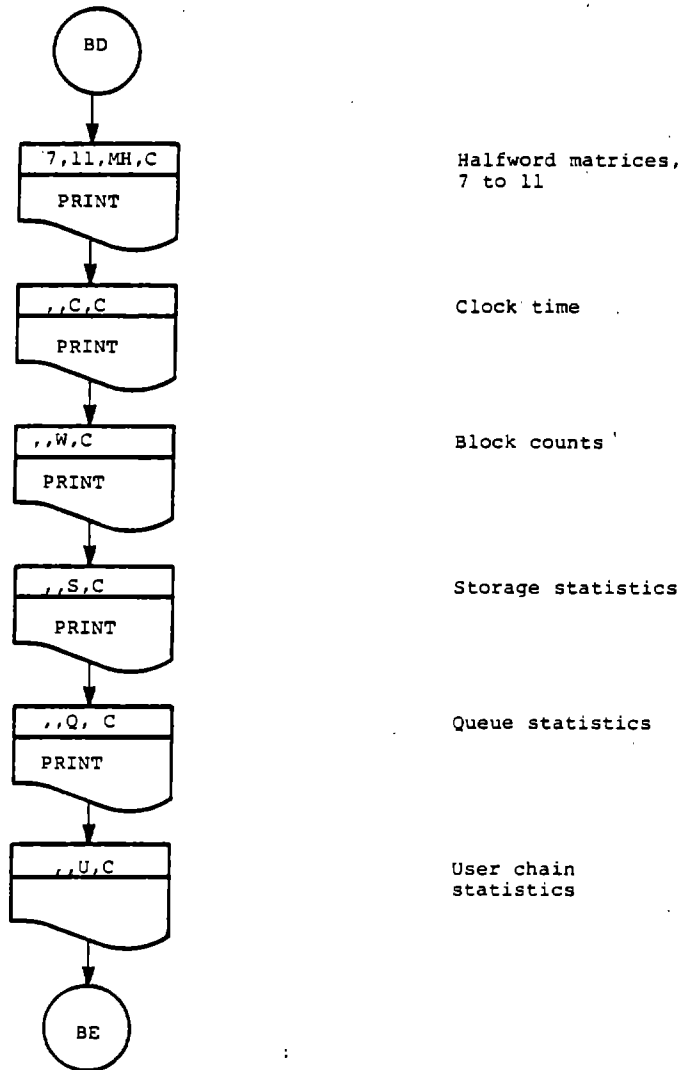 BD
7,11,MH,C
PRINT
Halfword matrices,
7 to 11
,,C,C
PRINT
Clock time
,,W,C
PRINT
Block counts
,,S,C
PRINT
Storage statistics
,,Q, C
PRINT
Queue statistics
,,U,C
User chain
statistics
BE